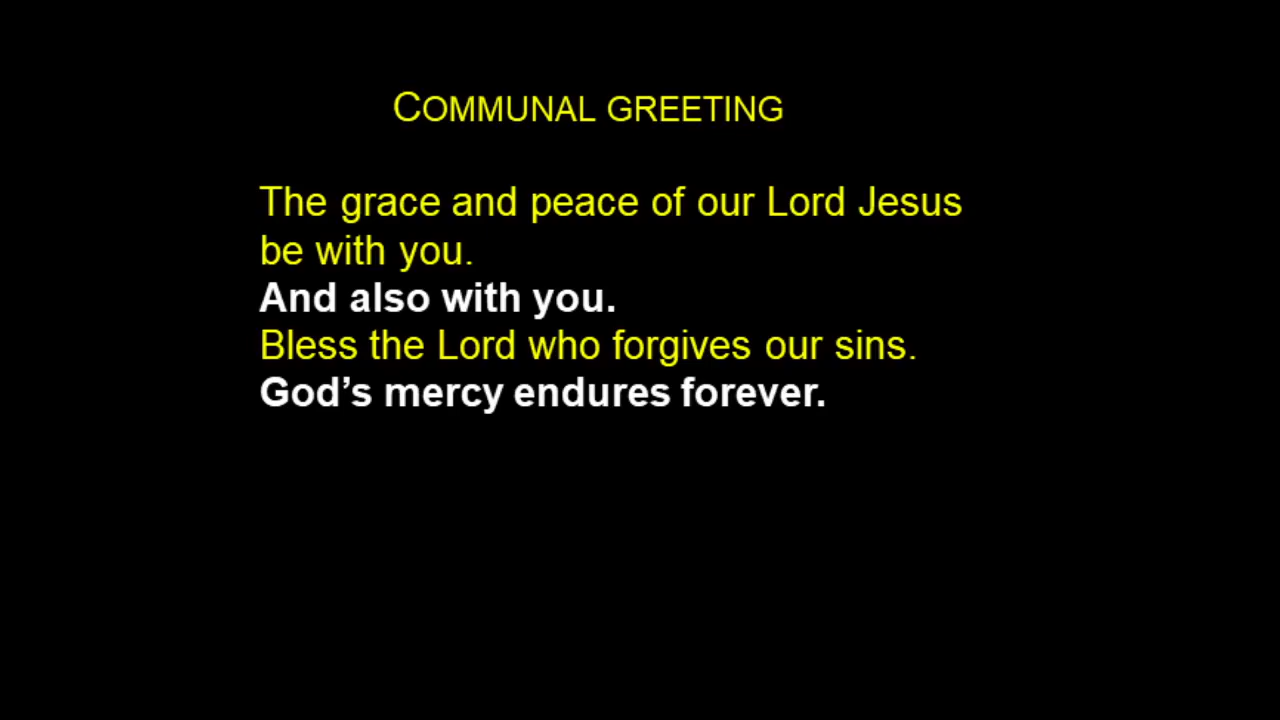 COMMUNAL GREETING
The grace and peace of our Lord Jesus
be with you.
And also with you.
Bless the Lord who forgives our sins.
God’s mercy endures forever.